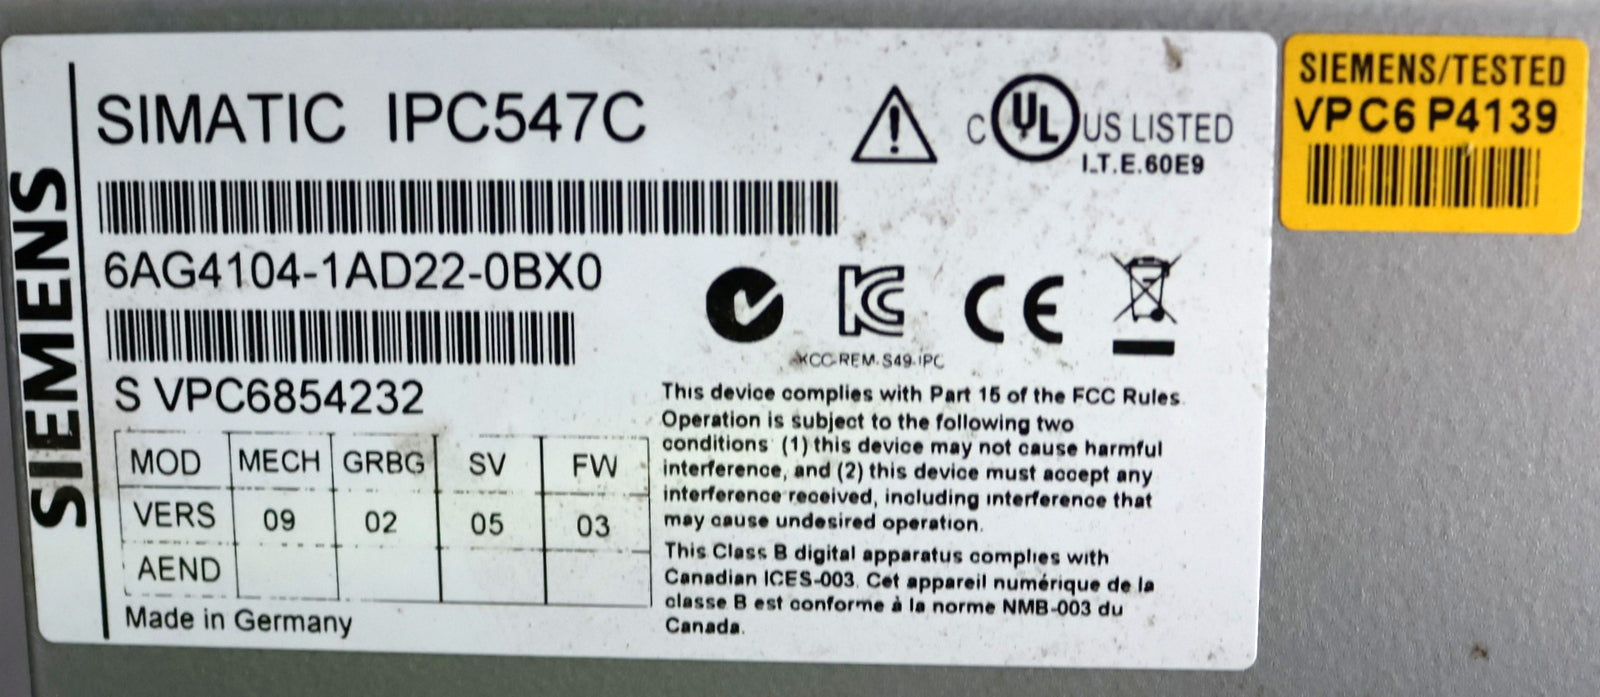 SIEMENS
SIMATIC IPC547C
C UL US LISTED
I.T.E.60E9
6AG4104-1AD22-0BX0
KCC-REM-S49-IPC
S VPC6854232
MOD MECH GRBG SV FW
VERS 09 02 05 03
AEND
Made in Germany
This device complies with Part 15 of the FCC Rules.
Operation is subject to the following two
conditions (1) this device may not cause harmful
interference, and (2) this device must accept any
interference received, including interference that
may cause undesired operation.
This Class B digital apparatus complies with
Canadian ICES-003. Cet appareil numérique de la
classe B est conforme à la norme NMB-003 du
Canada.
SIEMENS/TESTED
VPC6 P4139